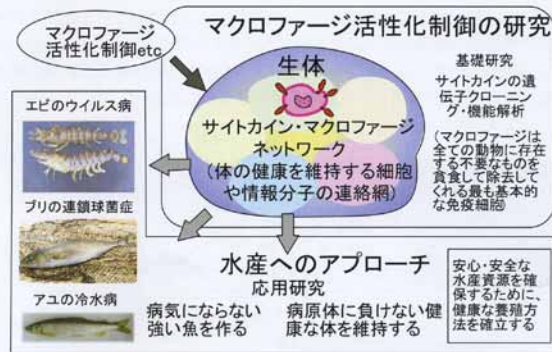 マクロファージ活性化制御の研究
マクロファージ
活性化制御etc
生体
サイトカイン・マクロファージ
ネットワーク
(体の健康を維持する細胞
や情報分子の連絡網)
基礎研究
サイトカインの遺
伝子クローニン
グ・機能解析
(マクロファージは
全ての動物に存在
する不要なものを
貪食して除去して
くれる最も基本的
な免疫細胞)
エビのウイルス病
ブリの連鎖球菌症
アユの冷水病
水産へのアプローチ
応用研究
病気にならない
強い魚を作る
病原体に負けない健
康な体を維持する
安心・安全な
水産資源を確
保するために、
健康な養殖方
法を確立する